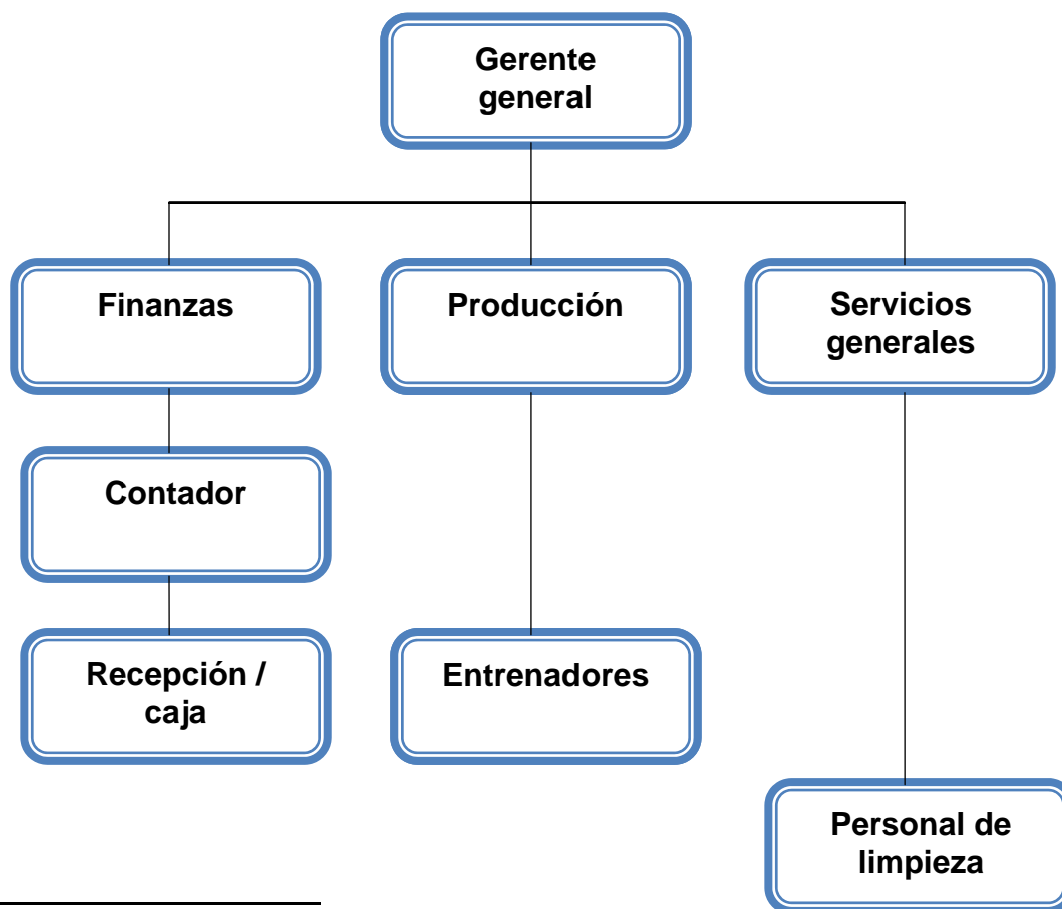 Gerente
general
Finanzas
Producción
Servicios
generales
Contador
Recepción /
caja
Entrenadores
Personal de
limpieza